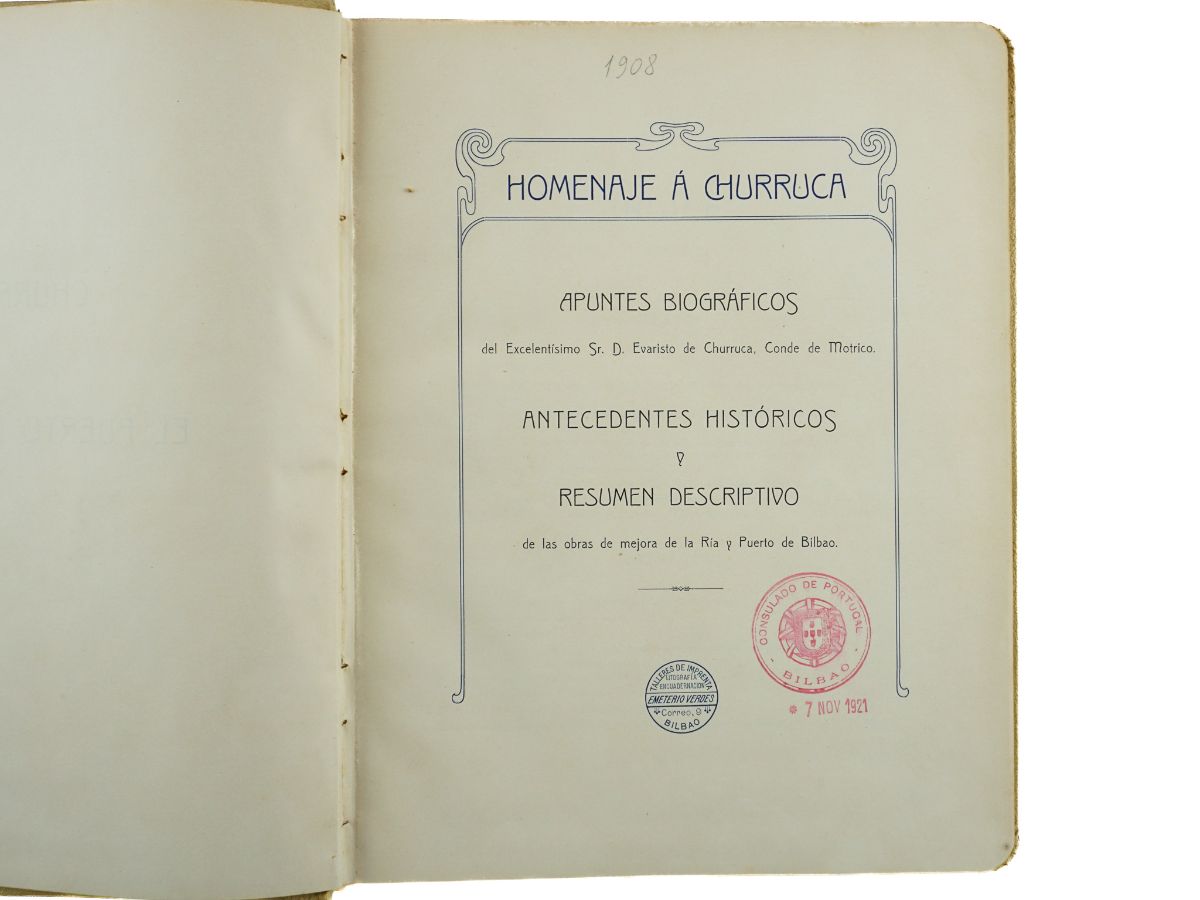 1908
HOMENAJE Á CHURRUCA
APUNTES BIOGRÁFICOS
del Excelentísimo Sr. D. Evaristo de Churruca, Conde de Motrico.
ANTECEDENTES HISTÓRICOS
Y
RESUMEN DESCRIPTIVO
de las obras de mejora de la Ría y Puerto de Bilbao.
CONSULADO DE PORTUGAL
- BILBAO -
* 7 NOV 1921
TALLERES DE IMPRENTA
LITOGRAFÍA
ENCUADERNACIÓN
EMETERIO VERDES
Correo, 9
BILBAO